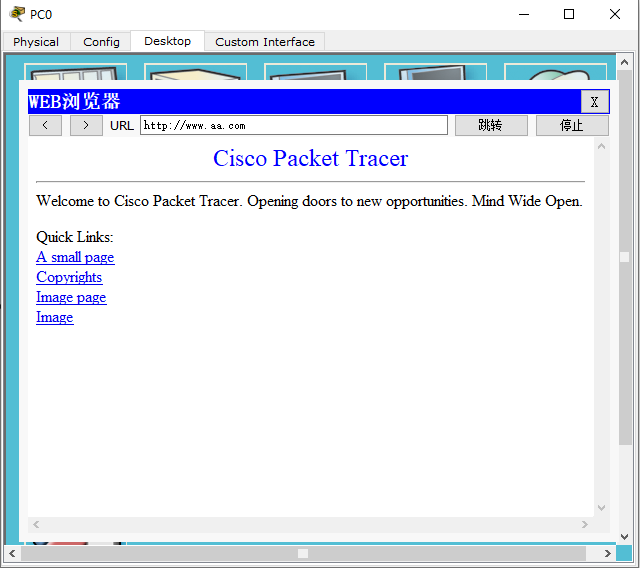 PC0
Physical Config Desktop Custom Interface
WEB浏览器 X
< > URL http://www.aa.com 跳转 停止
Cisco Packet Tracer
Welcome to Cisco Packet Tracer. Opening doors to new opportunities. Mind Wide Open.
Quick Links:
A small page
Copyrights
Image page
Image